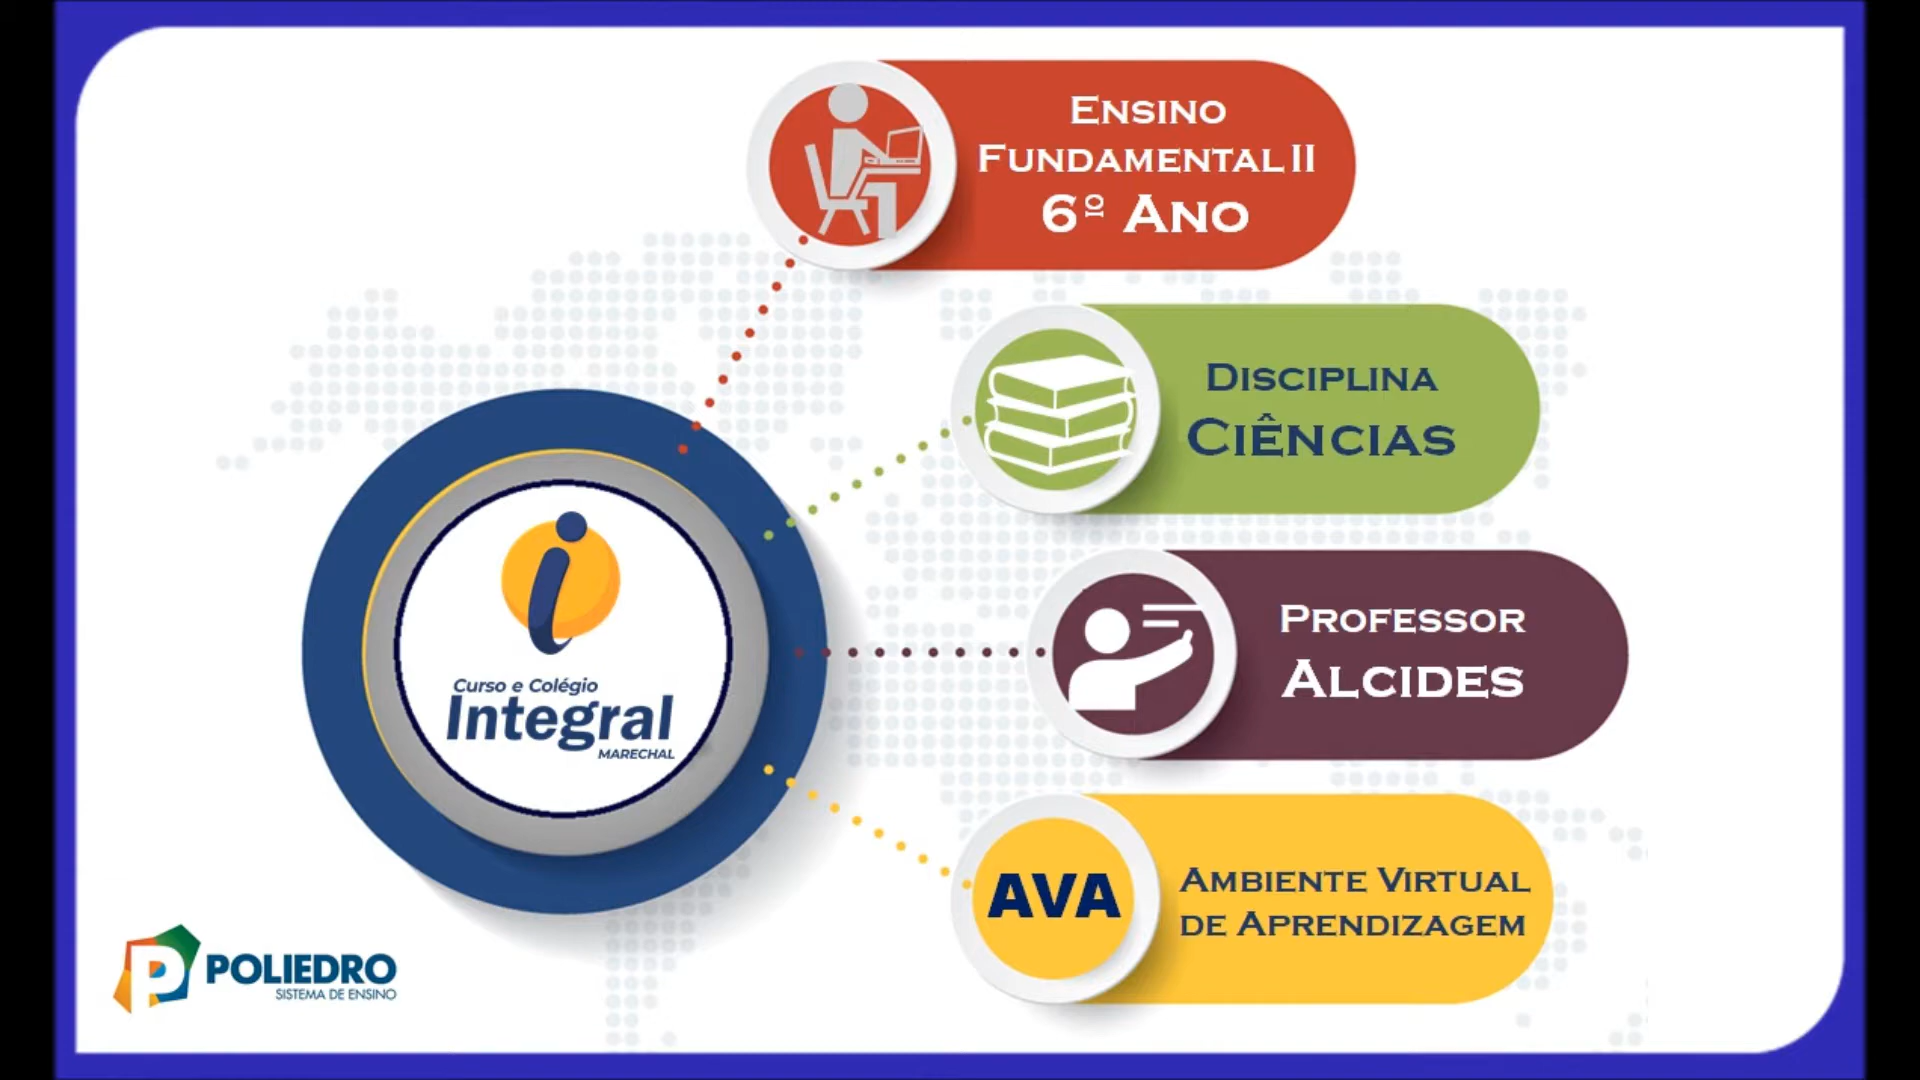 Ensino
Fundamental II
6º Ano
Disciplina
Ciências
Professor
Alcides
Curso e Colégio
Integral
MARECHAL
AVA
Ambiente Virtual
de Aprendizagem
POLIEDRO
SISTEMA DE ENSINO